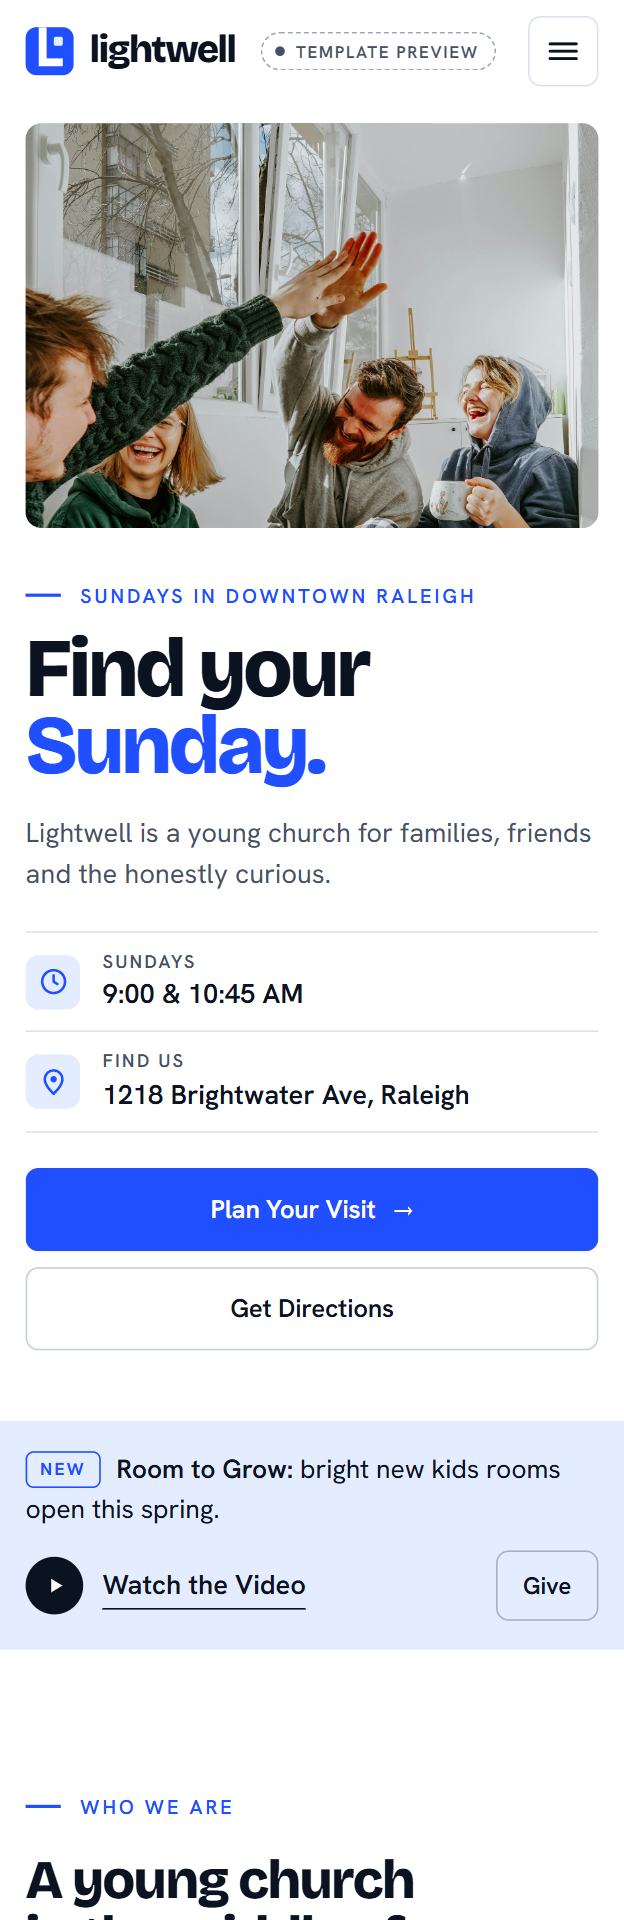 lightwell
TEMPLATE PREVIEW
SUNDAYS IN DOWNTOWN RALEIGH
Find your
Sunday.
Lightwell is a young church for families, friends
and the honestly curious.
SUNDAYS
9:00 & 10:45 AM
FIND US
1218 Brightwater Ave, Raleigh
Plan Your Visit →
Get Directions
NEW Room to Grow: bright new kids rooms
open this spring.
Watch the Video
Give
WHO WE ARE
A young church